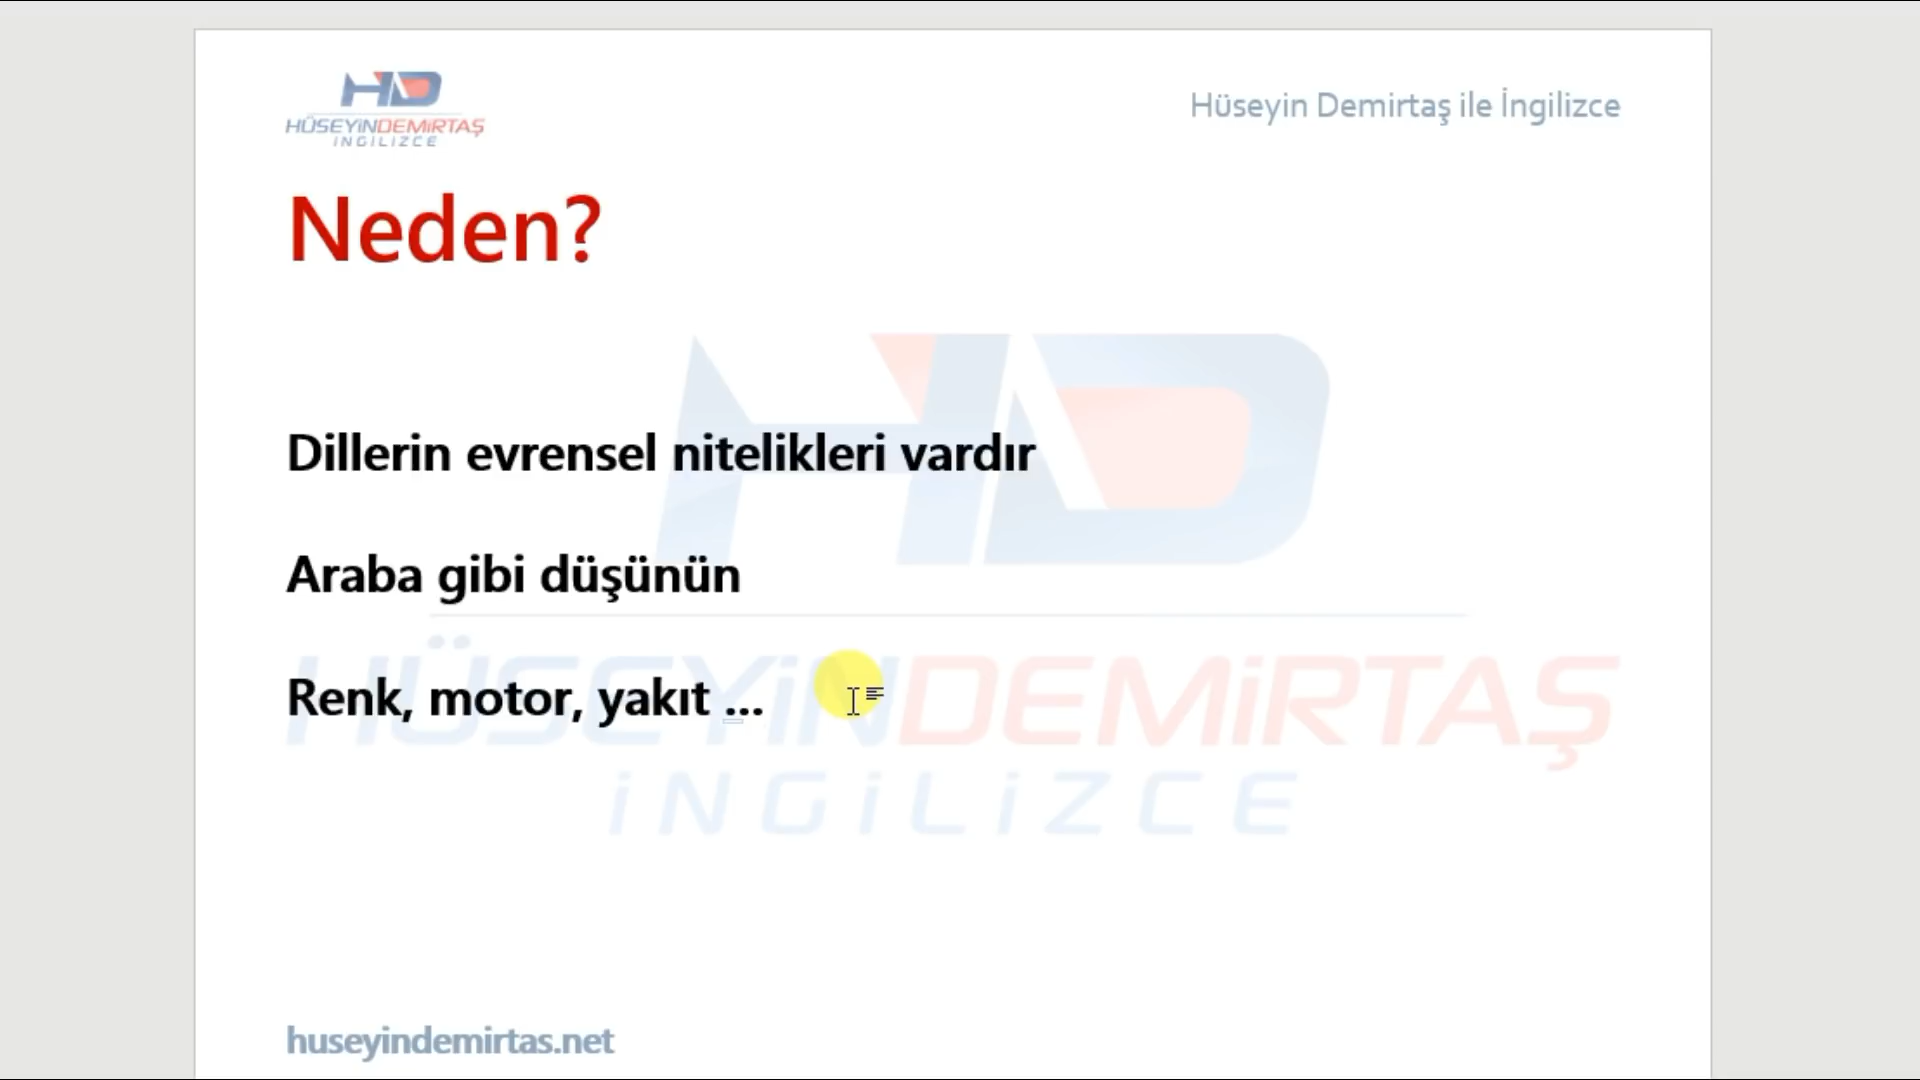 HÜSEYİNDEMİRTAŞ
İNGİLİZCE
Hüseyin Demirtaş ile İngilizce
Neden?
Dillerin evrensel nitelikleri vardır
Araba gibi düşünün
Renk, motor, yakıt ...
HÜSEYİNDEMİRTAŞ
İNGİLİZCE
huseyindemirtas.net